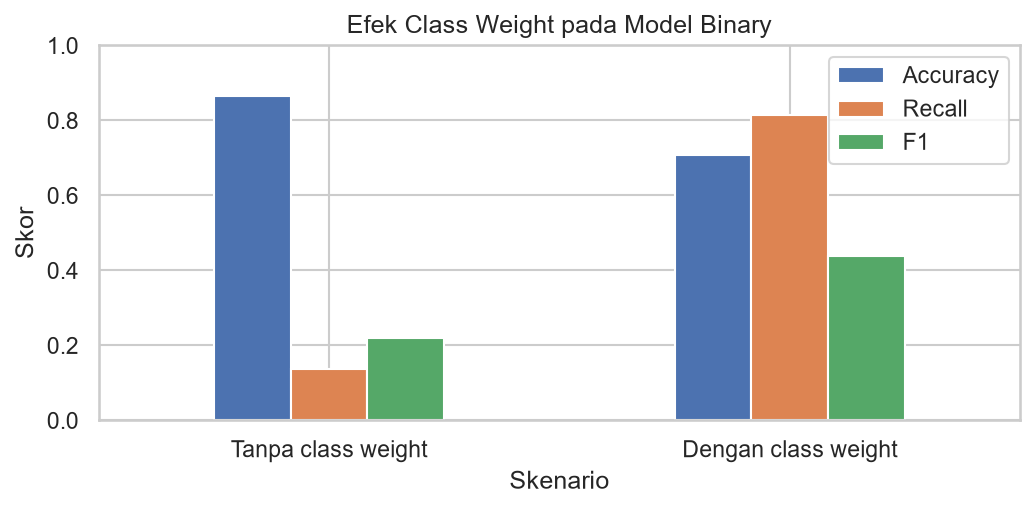 Efek Class Weight pada Model Binary
1.0
0.8
0.6
0.4
0.2
0.0
Skor
Accuracy
Recall
F1
Tanpa class weight
Dengan class weight
Skenario